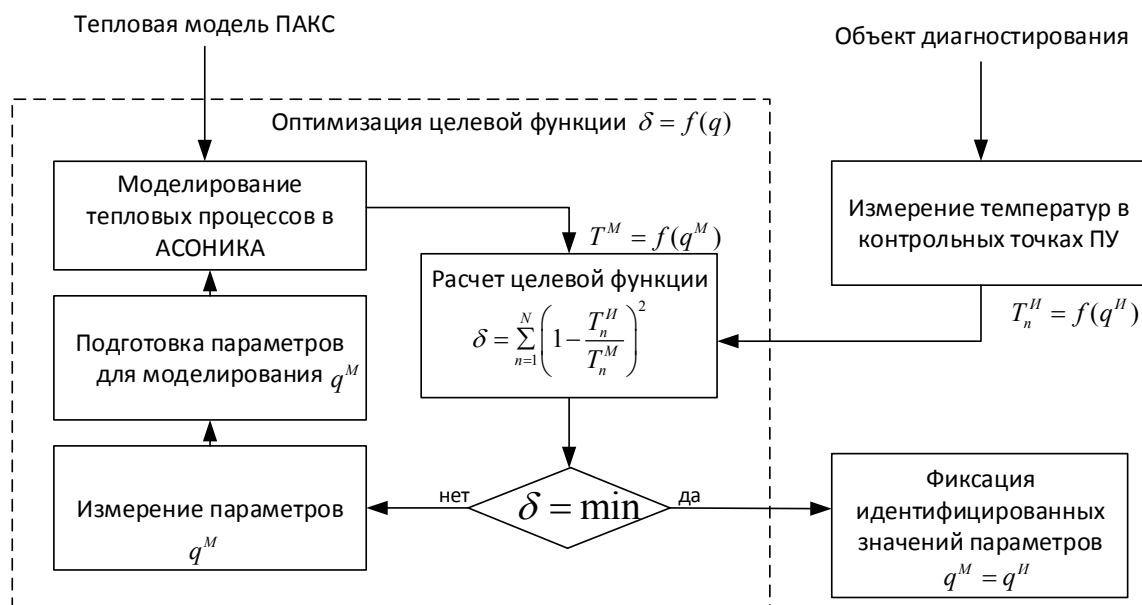 Тепловая модель ПАКС
Объект диагностирования
Оптимизация целевой функции δ = f(q)
Моделирование
тепловых процессов в
АСОНИКА
T^M = f(q^M)
Измерение температур в
контрольных точках ПУ
T_n^И = f(q^И)
Расчет целевой функции
δ = ∑_{n=1}^{N} (1 − T_n^И / T_n^M)^2
Подготовка параметров
для моделирования q^M
Измерение параметров
q^M
нет
δ = min
да
Фиксация
идентифицированных
значений параметров
q^M = q^И